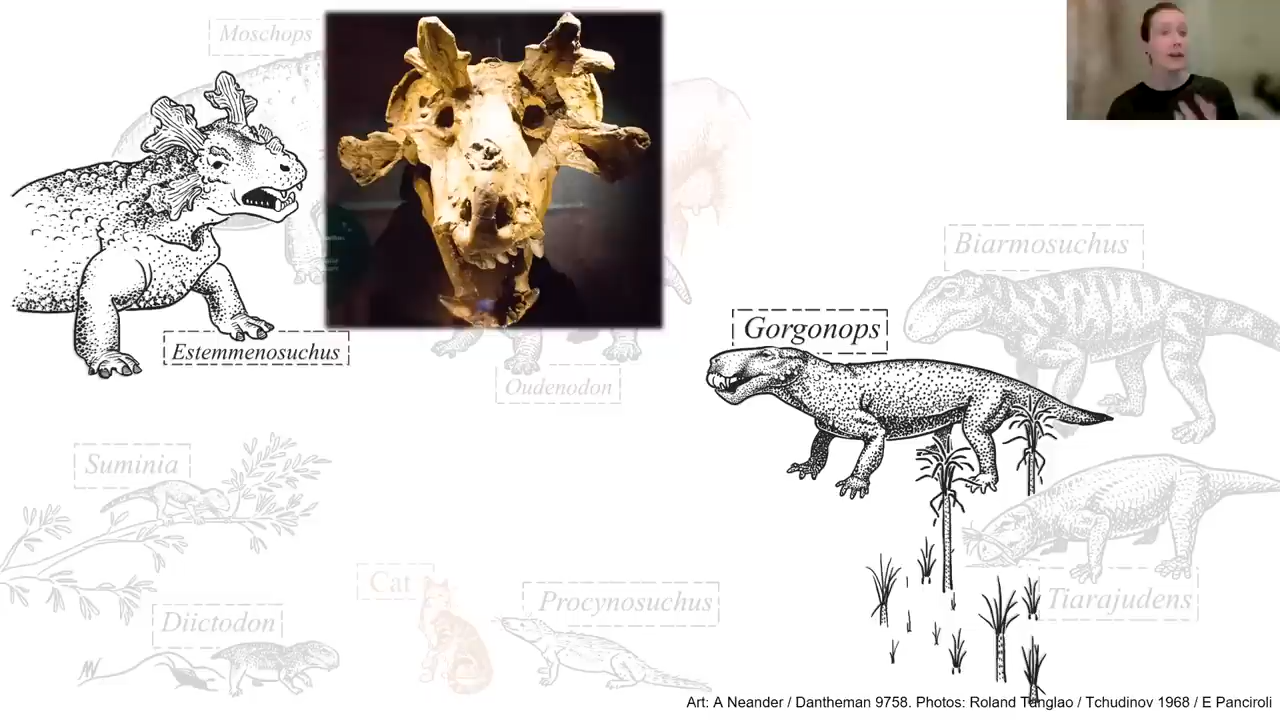 Moschops
Estemmenosuchus
Oudenodon
Biarmosuchus
Gorgonops
Suminia
Diictodon
Cat
Procynosuchus
Tiarajudens
Art: A Neander / Dantheman 9758. Photos: Roland Tanglao / Tchudinov 1968 / E Panciroli